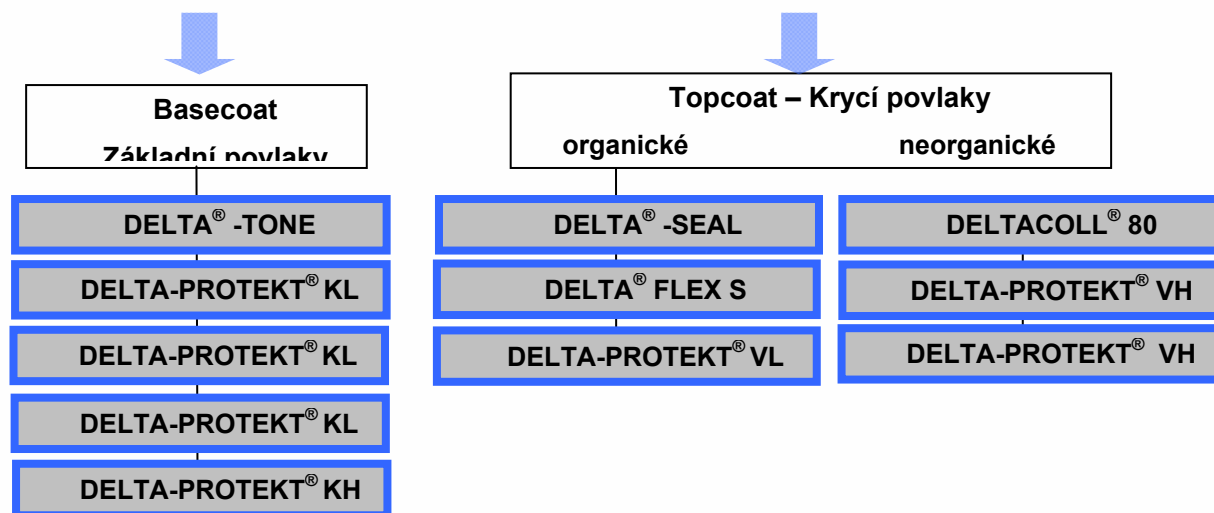 Basecoat
Základní povlaky
DELTA® -TONE
DELTA-PROTEKT® KL
DELTA-PROTEKT® KL
DELTA-PROTEKT® KL
DELTA-PROTEKT® KH
Topcoat – Krycí povlaky
organické neorganické
DELTA® -SEAL
DELTA® FLEX S
DELTA-PROTEKT® VL
DELTACOLL® 80
DELTA-PROTEKT® VH
DELTA-PROTEKT® VH